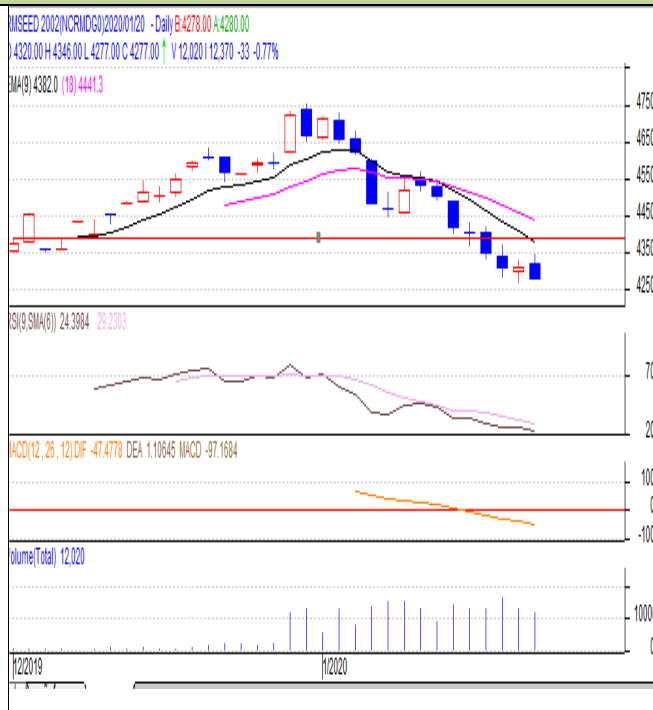 RMSEED 2002(NCRMDG0)2020/01/20 - Daily B:4278.00 A:4280.00
O 4320.00 H 4346.00 L 4277.00 C 4277.00 V 12,020 I 12,370 -33 -0.77%
EMA(9) 4382.0 (18) 4441.3
4750
4650
4550
4450
4350
4250
RSI(9,SMA(6)) 24.3984 29.2303
70
20
MACD(12, 26, 12) DIF -47.4778 DEA 1.10645 MACD -97.1684
100
0
-100
Volume(Total) 12,020
10000
0
12/2019 1/2020